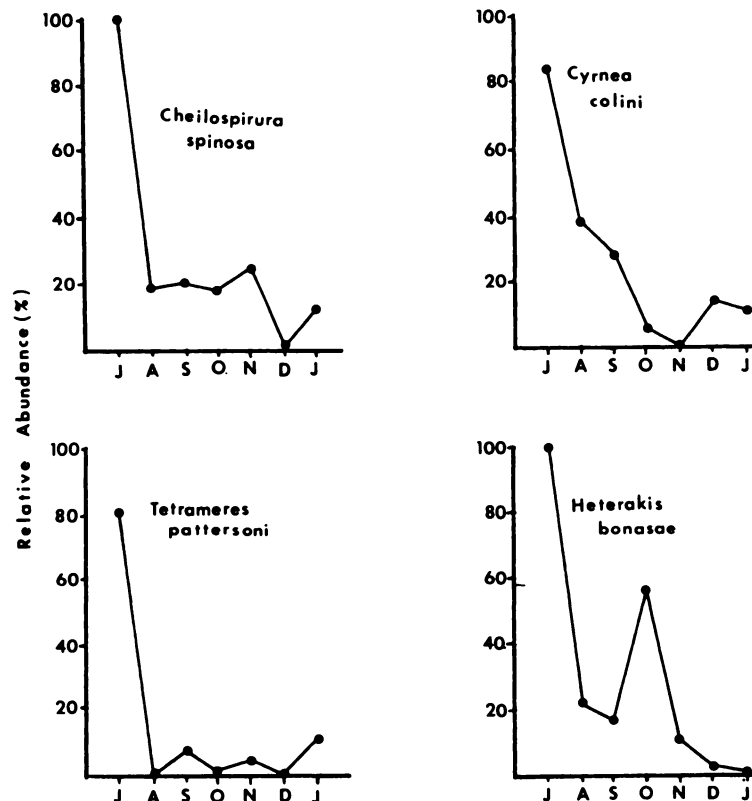 Relative Abundance (%)
100
80
60
40
20
Cheilospirura
spinosa
J A S O N D J
100
80
60
40
20
Cyrnea
colini
J A S O N D J
100
80
60
40
20
Tetrameres
pattersoni
J A S O N D J
100
80
60
40
20
Heterakis
bonasae
J A S O N D J